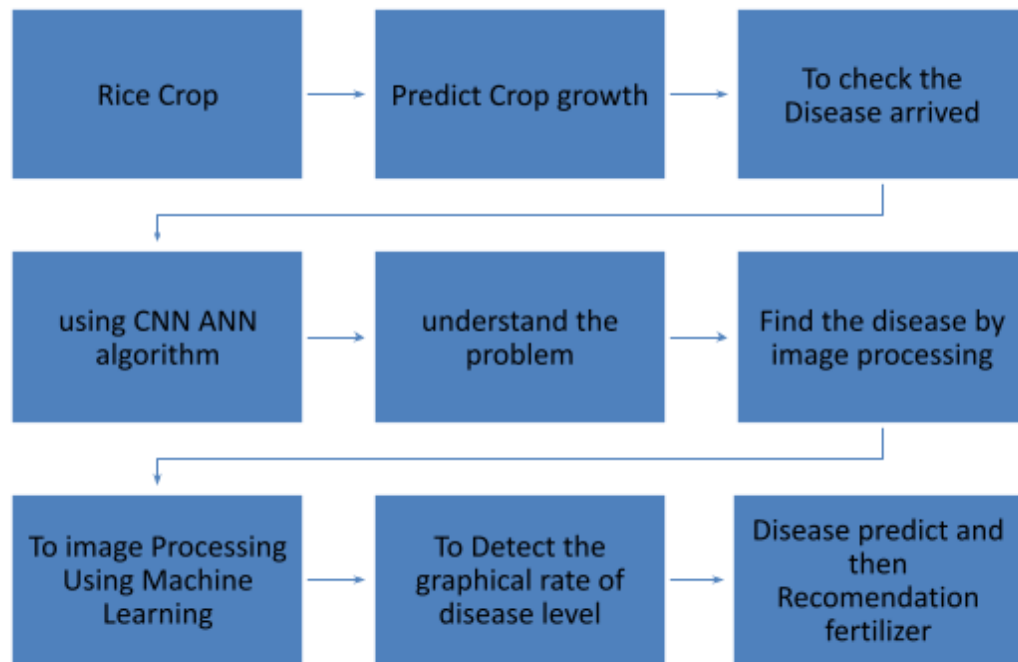 Rice Crop
Predict Crop growth
To check the
Disease arrived
using CNN ANN
algorithm
understand the
problem
Find the disease by
image processing
To image Processing
Using Machine
Learning
To Detect the
graphical rate of
disease level
Disease predict and
then
Recomendation
fertilizer